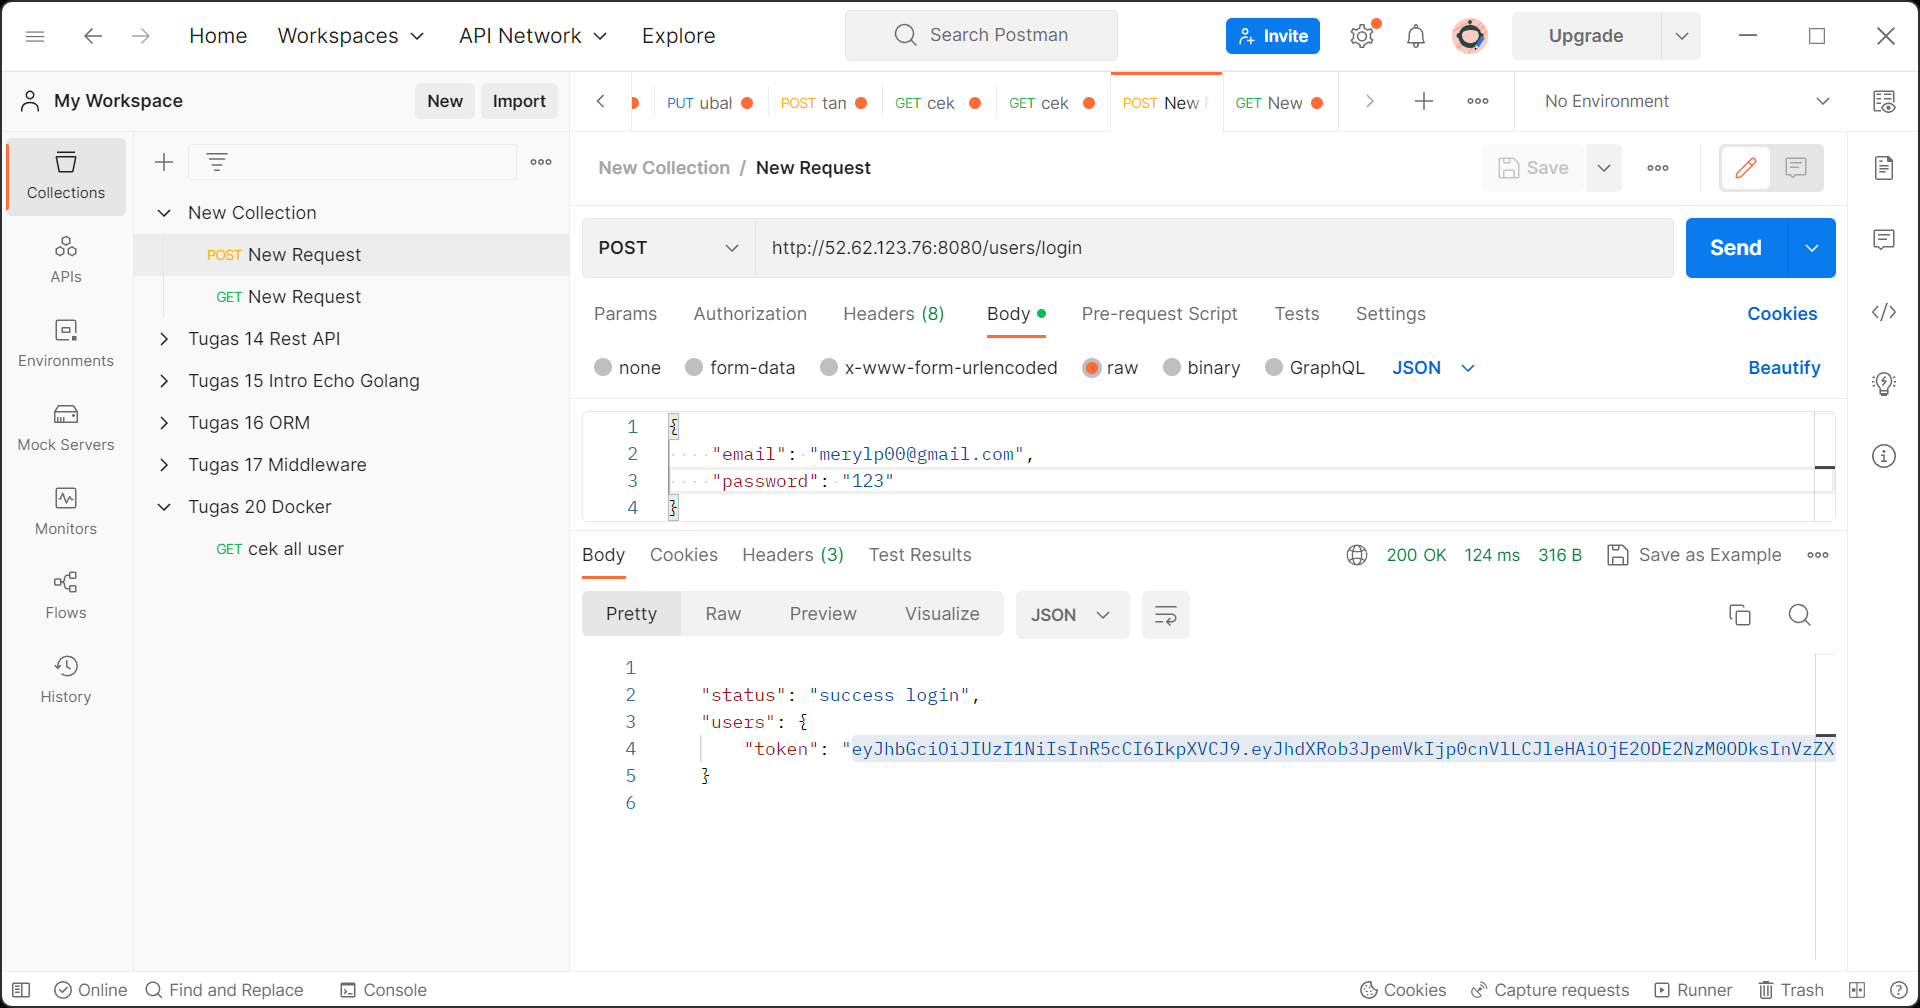 Home Workspaces API Network Explore Search Postman Invite Upgrade
My Workspace New Import PUT ubal POST tan GET cek GET cek POST New GET New No Environment
Collections
APIs
Environments
Mock Servers
Monitors
Flows
History
New Collection
POST New Request
GET New Request
Tugas 14 Rest API
Tugas 15 Intro Echo Golang
Tugas 16 ORM
Tugas 17 Middleware
Tugas 20 Docker
GET cek all user
New Collection / New Request Save
POST http://52.62.123.76:8080/users/login Send
Params Authorization Headers (8) Body Pre-request Script Tests Settings Cookies
none form-data x-www-form-urlencoded raw binary GraphQL JSON Beautify
1 {
2 "email": "merylp00@gmail.com",
3 "password": "123"
4 }
Body Cookies Headers (3) Test Results 200 OK 124 ms 316 B Save as Example
Pretty Raw Preview Visualize JSON
1
2 "status": "success login",
3 "users": {
4 "token": "eyJhbGciOiJIUzI1NiIsInR5cCI6IkpXVCJ9.eyJhdXRob3JpemVkIjp0cnVlLCJleHAiOjE2ODE2NzM0ODksInVzZX
5 }
6
Online Find and Replace Console Cookies Capture requests Runner Trash